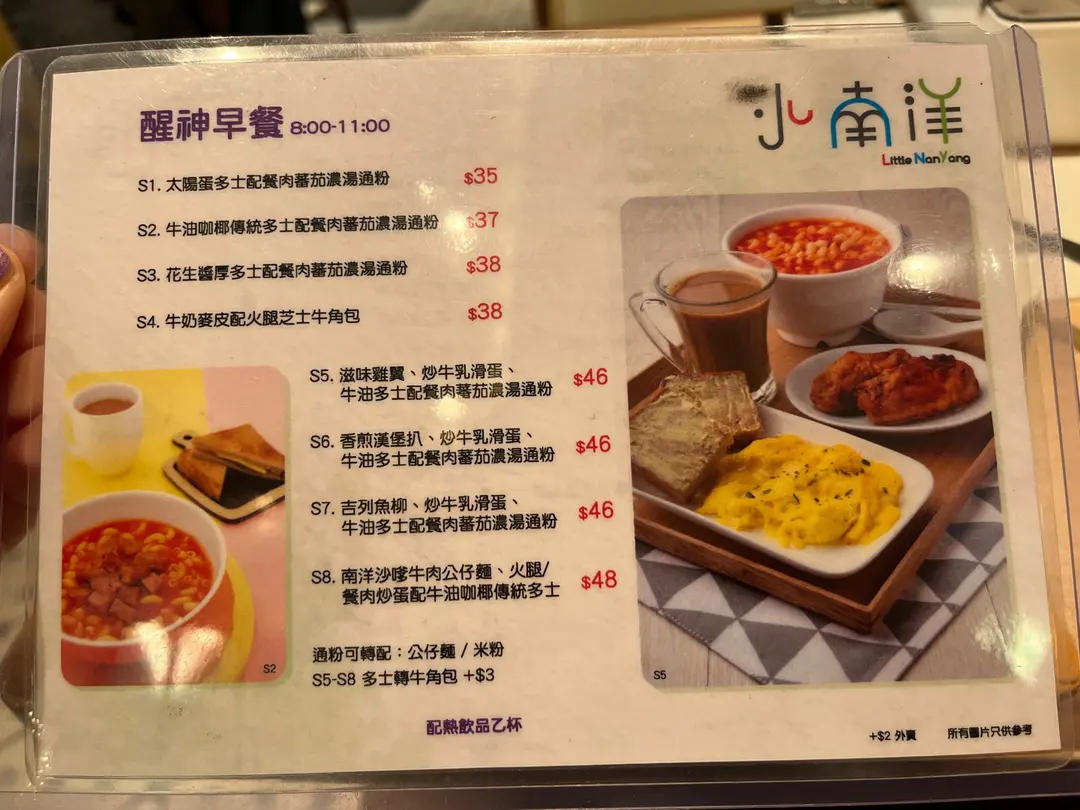 醒神早餐 8:00-11:00
小南洋
Little NanYang
S1. 太陽蛋多士配餐肉蕃茄濃湯通粉 $35
S2. 牛油咖椰傳統多士配餐肉蕃茄濃湯通粉 $37
S3. 花生醬厚多士配餐肉蕃茄濃湯通粉 $38
S4. 牛奶麥皮配火腿芝士牛角包 $38
S5. 滋味雞翼、炒牛乳滑蛋、
牛油多士配餐肉蕃茄濃湯通粉 $46
S6. 香煎漢堡扒、炒牛乳滑蛋、
牛油多士配餐肉蕃茄濃湯通粉 $46
S7. 吉列魚柳、炒牛乳滑蛋、
牛油多士配餐肉蕃茄濃湯通粉 $46
S8. 南洋沙嗲牛肉公仔麵、火腿/
餐肉炒蛋配牛油咖椰傳統多士 $48
通粉可轉配：公仔麵 / 米粉
S5-S8 多士轉牛角包 +$3
S2
S5
配熱飲品乙杯
+$2 外賣
所有圖片只供參考